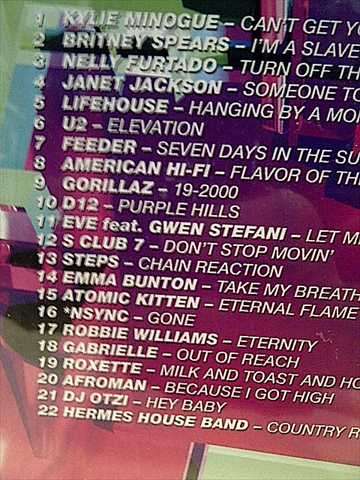 1 KYLIE MINOGUE – CAN'T GET YO
2 BRITNEY SPEARS – I'M A SLAVE
3 NELLY FURTADO – TURN OFF TH
4 JANET JACKSON – SOMEONE TO
5 LIFEHOUSE – HANGING BY A MO
6 U2 – ELEVATION
7 FEEDER – SEVEN DAYS IN THE SU
8 AMERICAN HI-FI – FLAVOR OF TH
9 GORILLAZ – 19-2000
10 D12 – PURPLE HILLS
11 EVE feat. GWEN STEFANI – LET M
12 S CLUB 7 – DON'T STOP MOVIN'
13 STEPS – CHAIN REACTION
14 EMMA BUNTON – TAKE MY BREATH
15 ATOMIC KITTEN – ETERNAL FLAME
16 *NSYNC – GONE
17 ROBBIE WILLIAMS – ETERNITY
18 GABRIELLE – OUT OF REACH
19 ROXETTE – MILK AND TOAST AND HO
20 AFROMAN – BECAUSE I GOT HIGH
21 DJ OTZI – HEY BABY
22 HERMES HOUSE BAND – COUNTRY R